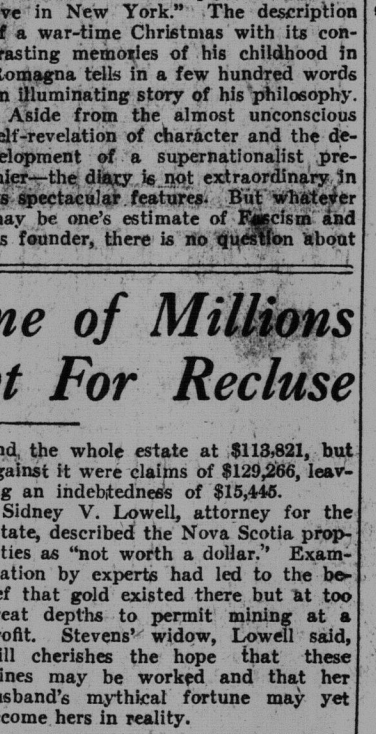 ve in New York." The description
f a war-time Christmas with its con-
rasting memories of his childhood in
omagna tells in a few hundred words
n illuminating story of his philosophy.
Aside from the almost unconscious
elf-revelation of character and the de-
elopment of a supernationalist pre-
ier—the diary is not extraordinary in
s spectacular features. But whatever
ay be one's estimate of Fascism and
s founder, there is no question about
ne of Millions
t For Recluse
nd the whole estate at $113,821, but
gainst it were claims of $129,266, leav-
g an indebtedness of $15,445.
Sidney V. Lowell, attorney for the
tate, described the Nova Scotia prop-
ties as "not worth a dollar." Exam-
ation by experts had led to the be-
ef that gold existed there but at too
reat depths to permit mining at a
rofit. Stevens' widow, Lowell said,
ill cherishes the hope that these
ines may be worked and that her
usband's mythical fortune may yet
come hers in reality.